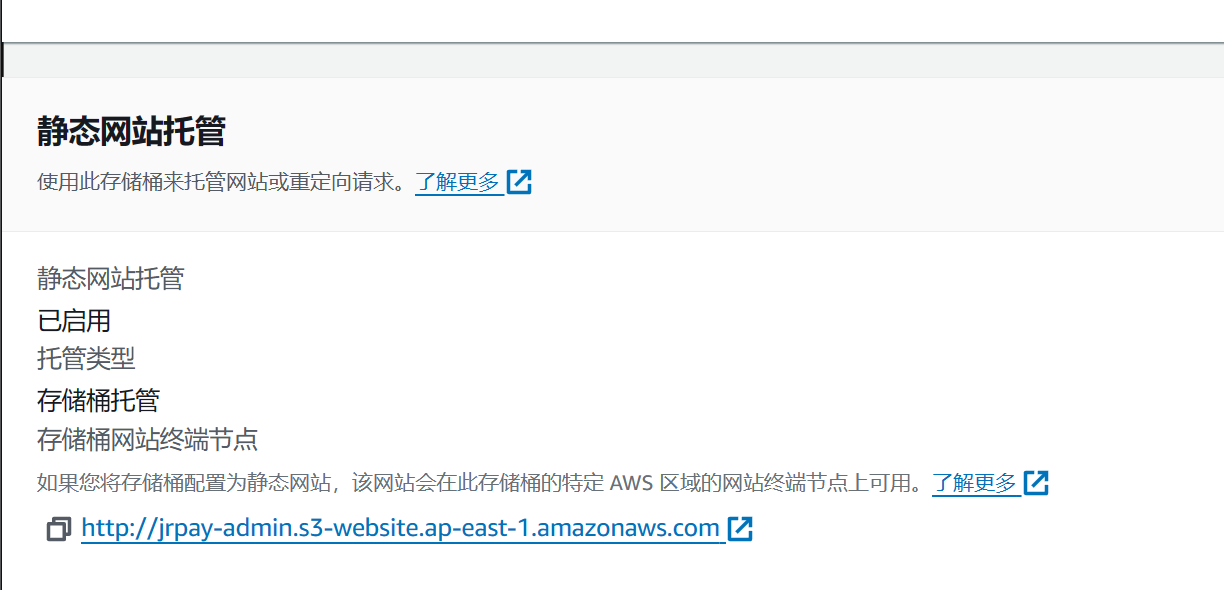 静态网站托管
使用此存储桶来托管网站或重定向请求。了解更多
静态网站托管
已启用
托管类型
存储桶托管
存储桶网站终端节点
如果您将存储桶配置为静态网站，该网站会在此存储桶的特定 AWS 区域的网站终端节点上可用。了解更多
http://jrpay-admin.s3-website.ap-east-1.amazonaws.com